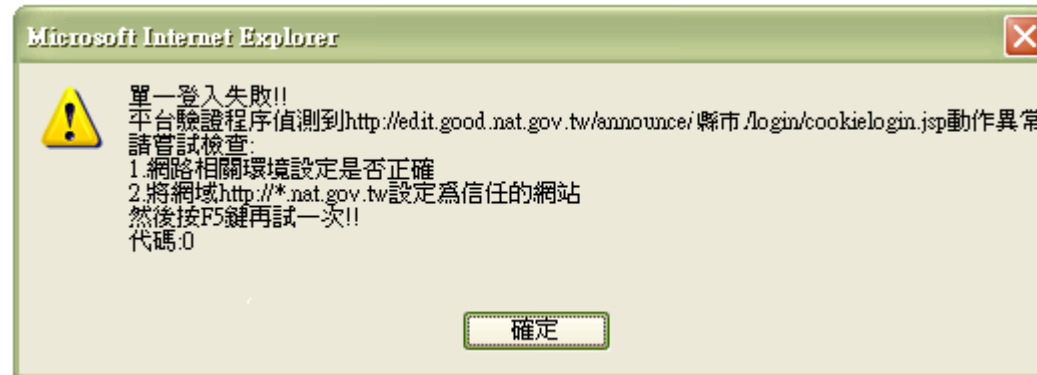 Microsoft Internet Explorer
單一登入失敗!!
平台驗證程序偵測到http://edit.good.nat.gov.tw/announce/縣市/login/cookielogin.jsp動作異常
請嘗試檢查:
1.網路相關環境設定是否正確
2.將網域http://*.nat.gov.tw設定為信任的網站
然後按F5鍵再試一次!!
代碼:0
確定